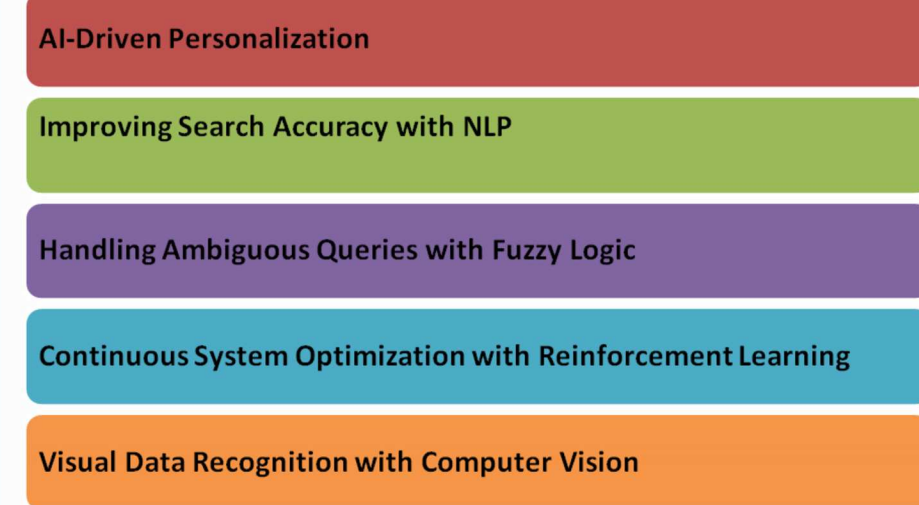 AI-Driven Personalization
Improving Search Accuracy with NLP
Handling Ambiguous Queries with Fuzzy Logic
Continuous System Optimization with Reinforcement Learning
Visual Data Recognition with Computer Vision